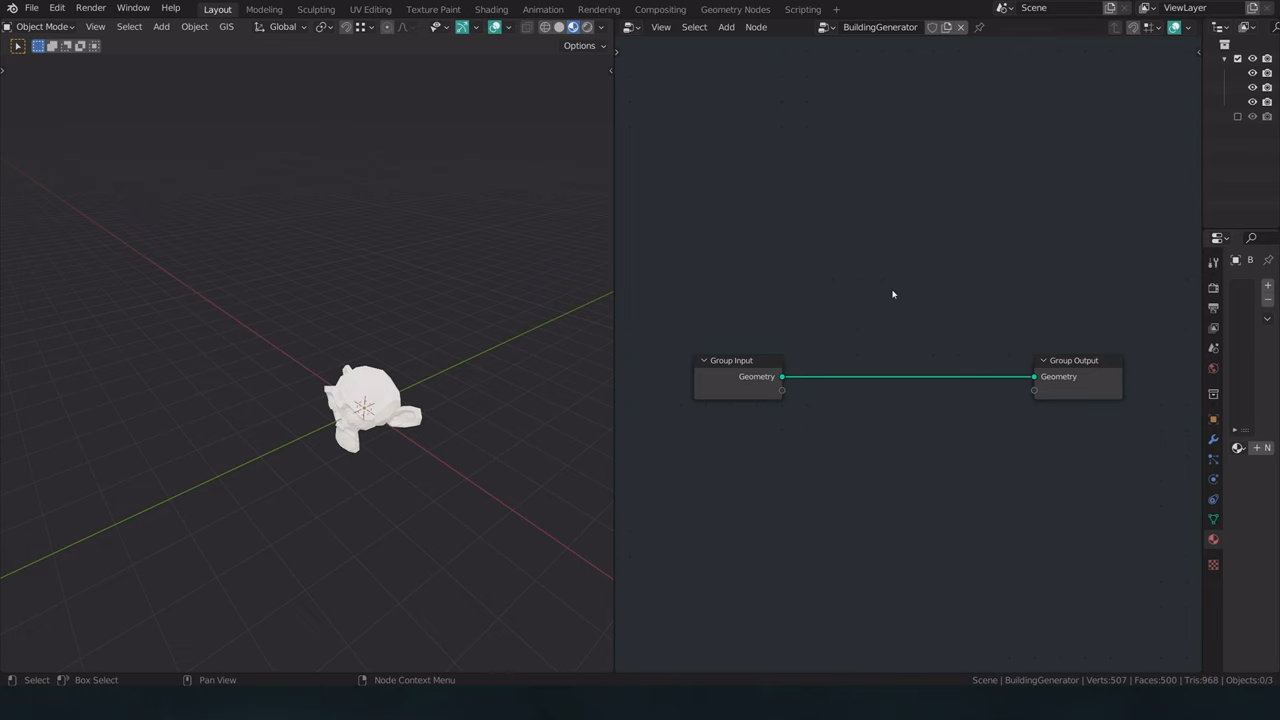 File Edit Render Window Help Layout Modeling Sculpting UV Editing Texture Paint Shading Animation Rendering Compositing Geometry Nodes Scripting + Scene ViewLayer
Object Mode View Select Add Object GIS Global View Select Add Node BuildingGenerator
Options
B
Group Input Group Output
Geometry Geometry
+ N
Select Box Select Pan View Node Context Menu Scene | BuildingGenerator | Verts:507 | Faces:500 | Tris:968 | Objects:0/3